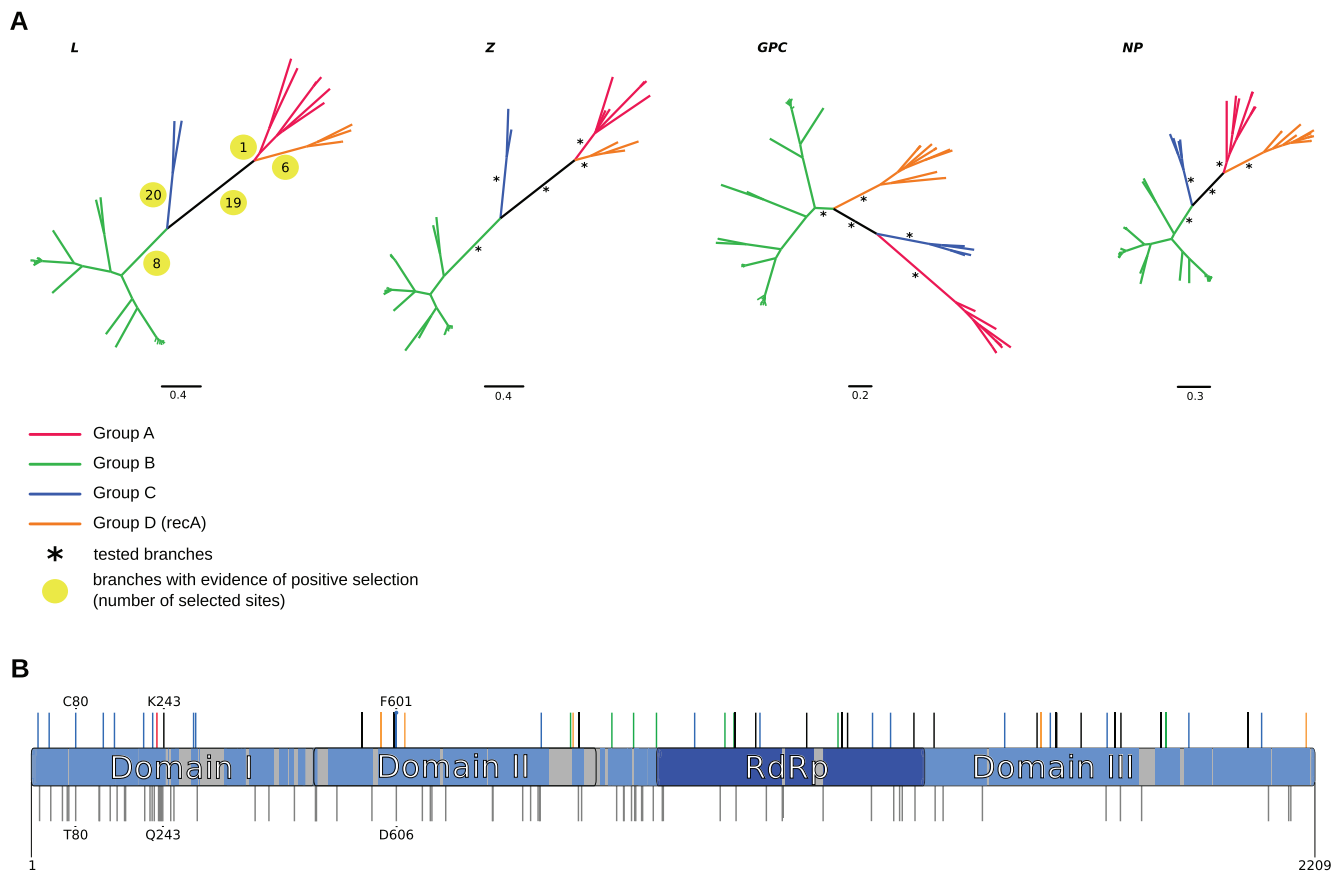 A
L Z GPC NP
1
6
20
19
8
* * * * *
* * * * *
* * * * *
0.4 0.4 0.2 0.3
Group A
Group B
Group C
Group D (recA)
* tested branches
branches with evidence of positive selection
(number of selected sites)
B
C80 K243 F601
Domain I Domain II RdRp Domain III
T80 Q243 D606
1 2209